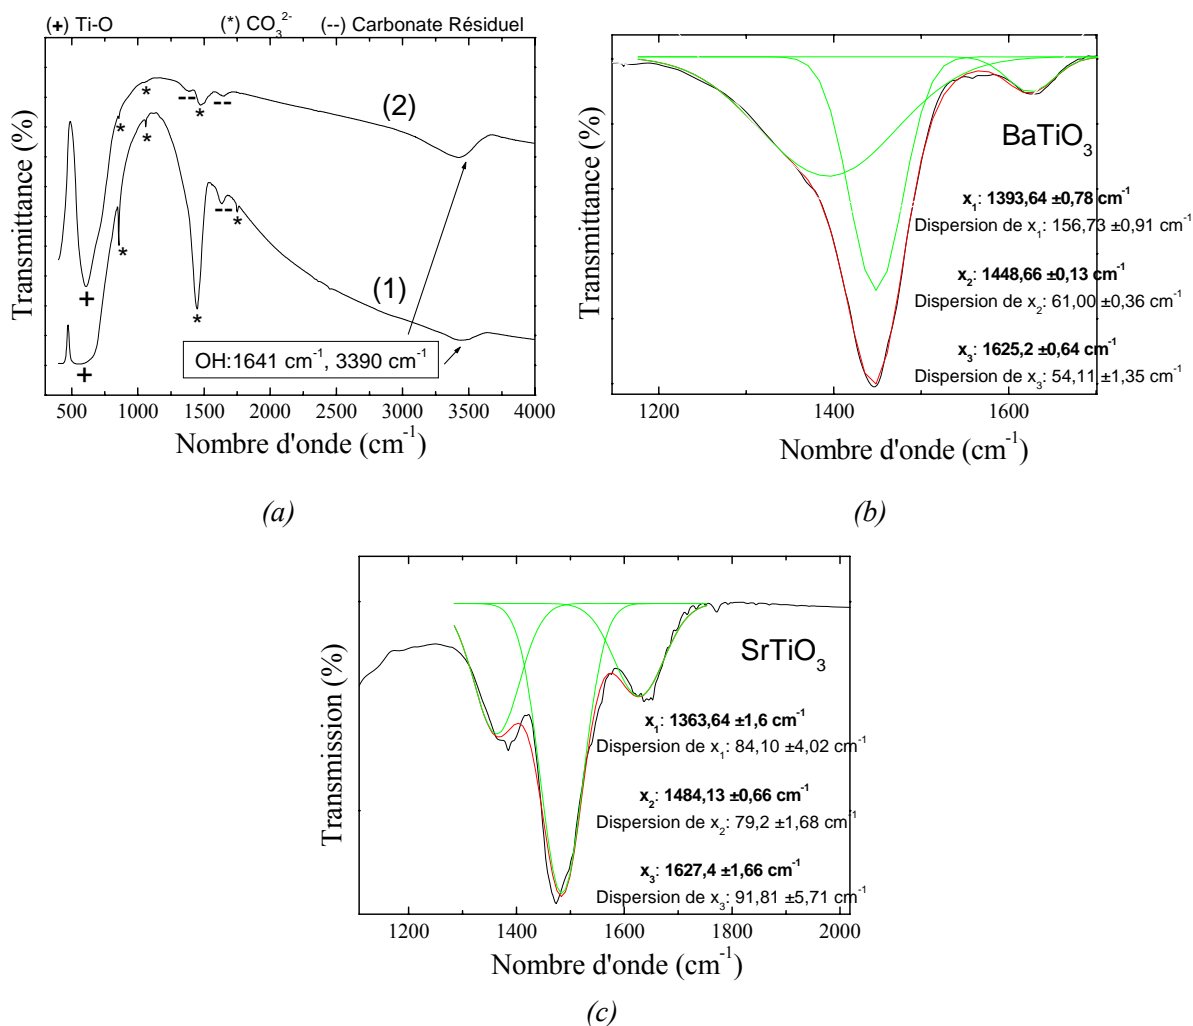 (+) Ti-O (*) CO₃²⁻ (--) Carbonate Résiduel
Transmittance (%)
(2)
(1)
* * -- * -- * * -- * * + +
OH:1641 cm⁻¹, 3390 cm⁻¹
500 1000 1500 2000 2500 3000 3500 4000
Nombre d'onde (cm⁻¹)
(a)
Transmittance (%)
BaTiO₃
x₁: 1393,64 ±0,78 cm⁻¹
Dispersion de x₁: 156,73 ±0,91 cm⁻¹
x₂: 1448,66 ±0,13 cm⁻¹
Dispersion de x₂: 61,00 ±0,36 cm⁻¹
x₃: 1625,2 ±0,64 cm⁻¹
Dispersion de x₃: 54,11 ±1,35 cm⁻¹
1200 1400 1600
Nombre d'onde (cm⁻¹)
(b)
Transmission (%)
SrTiO₃
x₁: 1363,64 ±1,6 cm⁻¹
Dispersion de x₁: 84,10 ±4,02 cm⁻¹
x₂: 1484,13 ±0,66 cm⁻¹
Dispersion de x₂: 79,2 ±1,68 cm⁻¹
x₃: 1627,4 ±1,66 cm⁻¹
Dispersion de x₃: 91,81 ±5,71 cm⁻¹
1200 1400 1600 1800 2000
Nombre d'onde (cm⁻¹)
(c)